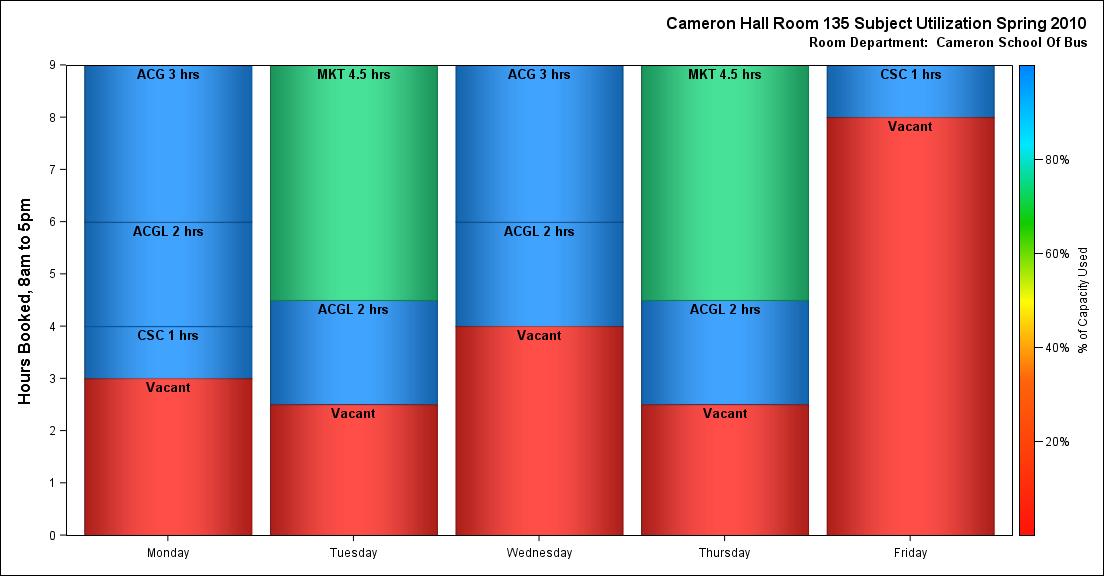 Cameron Hall Room 135 Subject Utilization Spring 2010
Room Department:  Cameron School Of Bus
Hours Booked, 8am to 5pm
9
8
7
6
5
4
3
2
1
0
ACG 3 hrs
ACGL 2 hrs
CSC 1 hrs
Vacant
MKT 4.5 hrs
ACGL 2 hrs
Vacant
ACG 3 hrs
ACGL 2 hrs
Vacant
MKT 4.5 hrs
ACGL 2 hrs
Vacant
CSC 1 hrs
Vacant
Monday
Tuesday
Wednesday
Thursday
Friday
80%
60%
40%
20%
% of Capacity Used